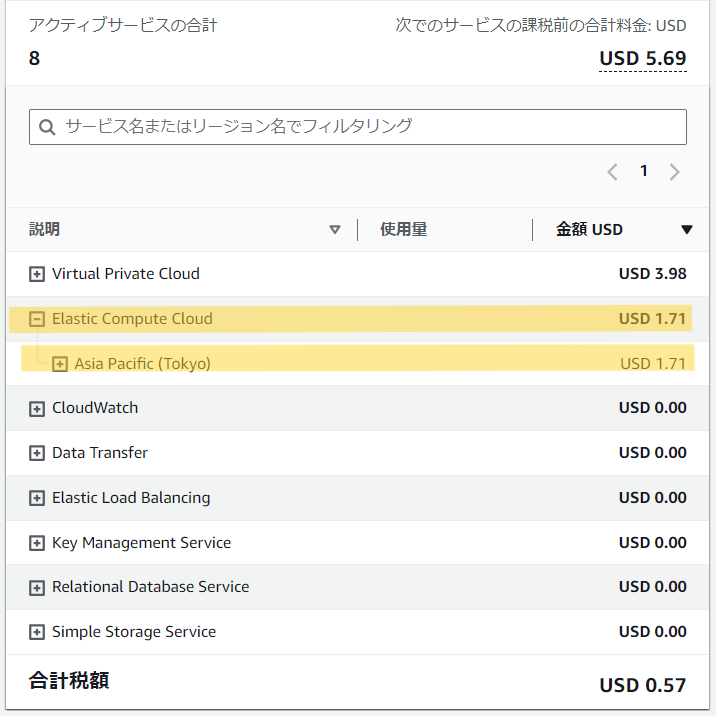 アクティブサービスの合計 次でのサービスの課税前の合計料金: USD
8 USD 5.69
サービス名またはリージョン名でフィルタリング
1
説明 使用量 金額 USD
Virtual Private Cloud USD 3.98
Elastic Compute Cloud USD 1.71
Asia Pacific (Tokyo) USD 1.71
CloudWatch USD 0.00
Data Transfer USD 0.00
Elastic Load Balancing USD 0.00
Key Management Service USD 0.00
Relational Database Service USD 0.00
Simple Storage Service USD 0.00
合計税額 USD 0.57